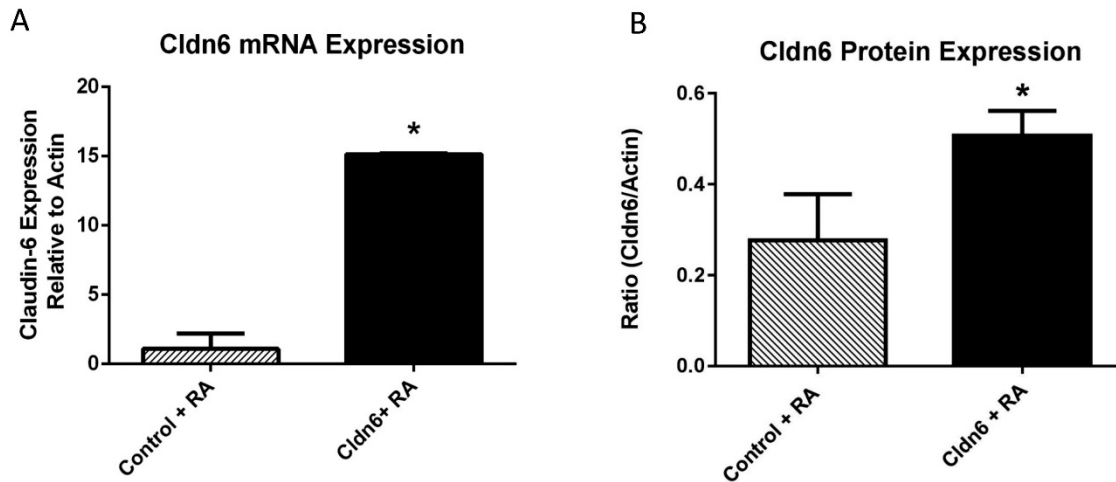 A
Cldn6 mRNA Expression
Claudin-6 Expression
Relative to Actin
20
15
10
5
0
*
Control + RA
Cldn6+ RA
B
Cldn6 Protein Expression
Ratio (Cldn6/Actin)
0.6
0.4
0.2
0.0
*
Control + RA
Cldn6 + RA